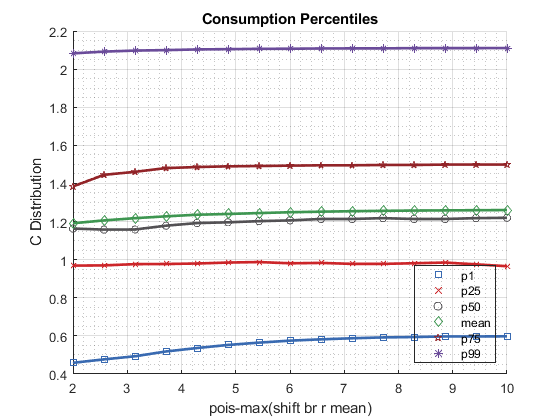 Consumption Percentiles
2.2
2
1.8
1.6
1.4
1.2
1
0.8
0.6
0.4
C Distribution
p1
p25
p50
mean
p75
p99
2 3 4 5 6 7 8 9 10
pois-max(shift br r mean)